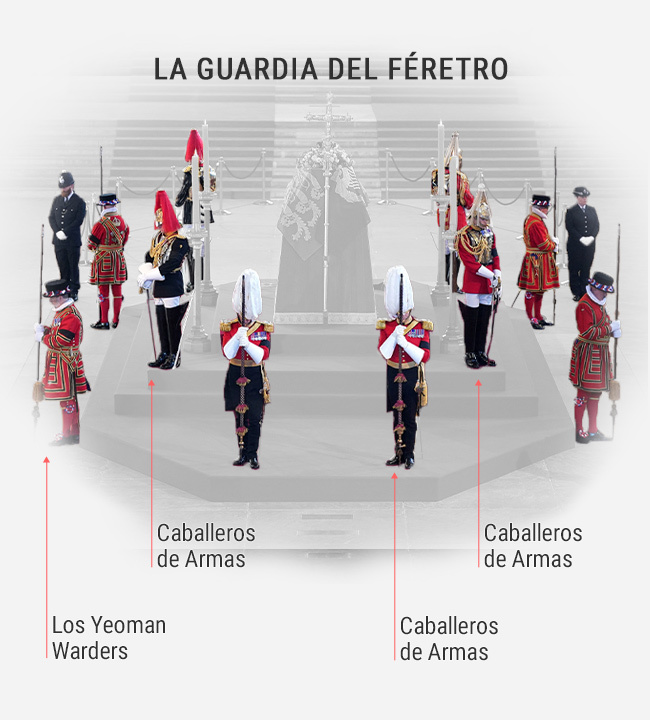 LA GUARDIA DEL FÉRETRO
Caballeros
de Armas
Caballeros
de Armas
Los Yeoman
Warders
Caballeros
de Armas